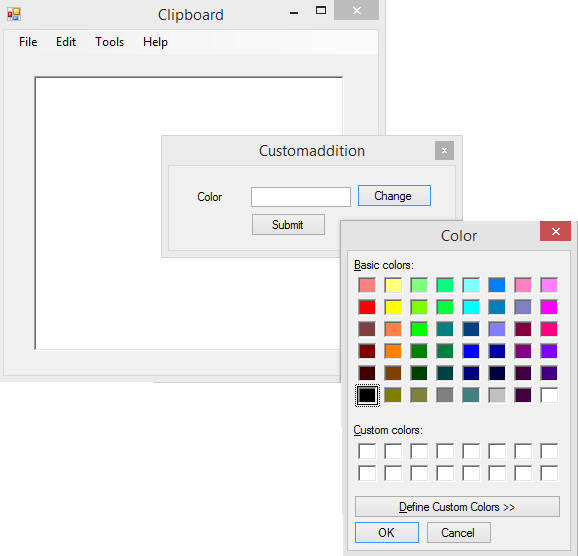 Clipboard
File Edit Tools Help
Customaddition
x
Color Change
Submit
Color
Basic colors:
Custom colors:
Define Custom Colors >>
OK Cancel